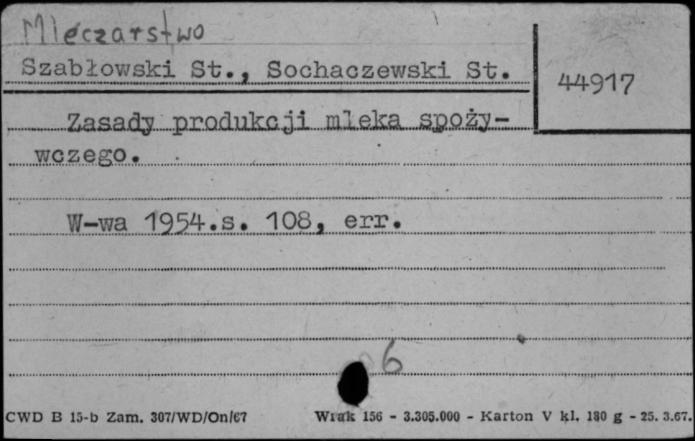 Mleczarstwo
Szabłowski St., Sochaczewski St.
44917
Zasady produkcji mleka spoży-
wczego.
W-wa 1954.s. 108, err.
6
CWD B 15-b Zam. 307/WD/On/67 Wrak 156 - 3.305.000 - Karton V kl. 180 g - 25. 3.67.